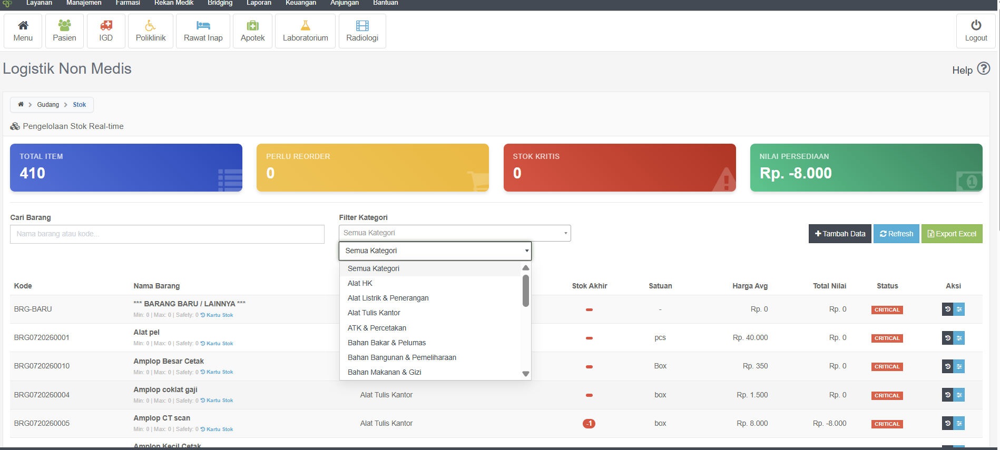 Layanan Manajemen Farmasi Rekan Medik Bridging Laporan Keuangan Anjungan Bantuan
Menu Pasien IGD Poliklinik Rawat Inap Apotek Laboratorium Radiologi Logout
Logistik Non Medis
Help
Gudang Stok
Pengelolaan Stok Real-time
TOTAL ITEM
410
PERLU REORDER
0
STOK KRITIS
0
NILAI PERSEDIAAN
Rp. -8.000
Cari Barang
Nama barang atau kode...
Filter Kategori
Semua Kategori
Tambah Data Refresh Export Excel
Semua Kategori
Semua Kategori
Alat HK
Alat Listrik & Penerangan
Alat Tulis Kantor
ATK & Percetakan
Bahan Bakar & Pelumas
Bahan Bangunan & Pemeliharaan
Bahan Makanan & Gizi
Kode Nama Barang Stok Akhir Satuan Harga Avg Total Nilai Status Aksi
BRG-BARU *** BARANG BARU / LAINNYA *** - Rp. 0 Rp. 0 CRITICAL
Min: 0 | Max: 0 | Safety: 0 Kartu Stok
BRG0720260001 Alat pel pcs Rp. 40.000 Rp. 0 CRITICAL
Min: 0 | Max: 0 | Safety: 0 Kartu Stok
BRG0720260010 Amplop Besar Cetak Box Rp. 350 Rp. 0 CRITICAL
Min: 0 | Max: 0 | Safety: 0 Kartu Stok
BRG0720260004 Amplop coklat gaji Alat Tulis Kantor box Rp. 1.500 Rp. 0 CRITICAL
Min: 0 | Max: 0 | Safety: 0 Kartu Stok
BRG0720260005 Amplop CT scan Alat Tulis Kantor -1 box Rp. 8.000 Rp. -8.000 CRITICAL
Min: 0 | Max: 0 | Safety: 0 Kartu Stok
Amplop Kecil Cetak